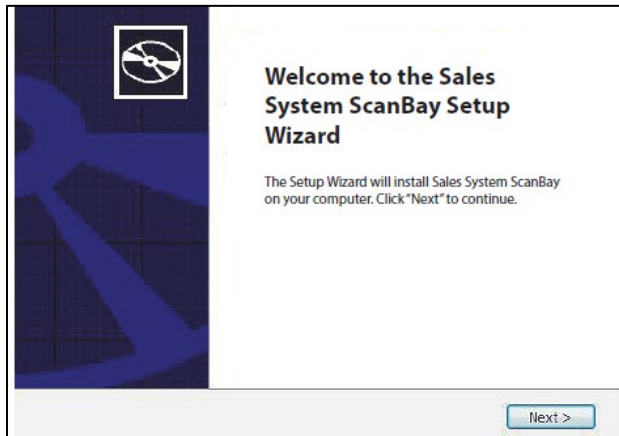 Welcome to the Sales
System ScanBay Setup
Wizard
The Setup Wizard will install Sales System ScanBay
on your computer. Click "Next" to continue.
Next >